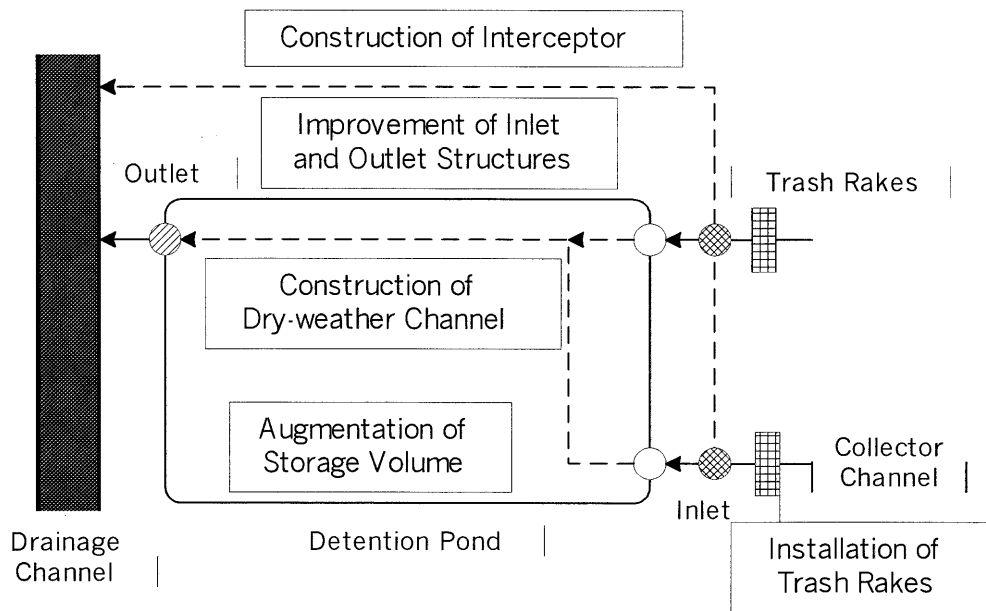 Construction of Interceptor
Improvement of Inlet
and Outlet Structures
Outlet
Trash Rakes
Construction of
Dry-weather Channel
Augmentation of
Storage Volume
Collector
Channel
Inlet
Drainage
Channel
Detention Pond
Installation of
Trash Rakes